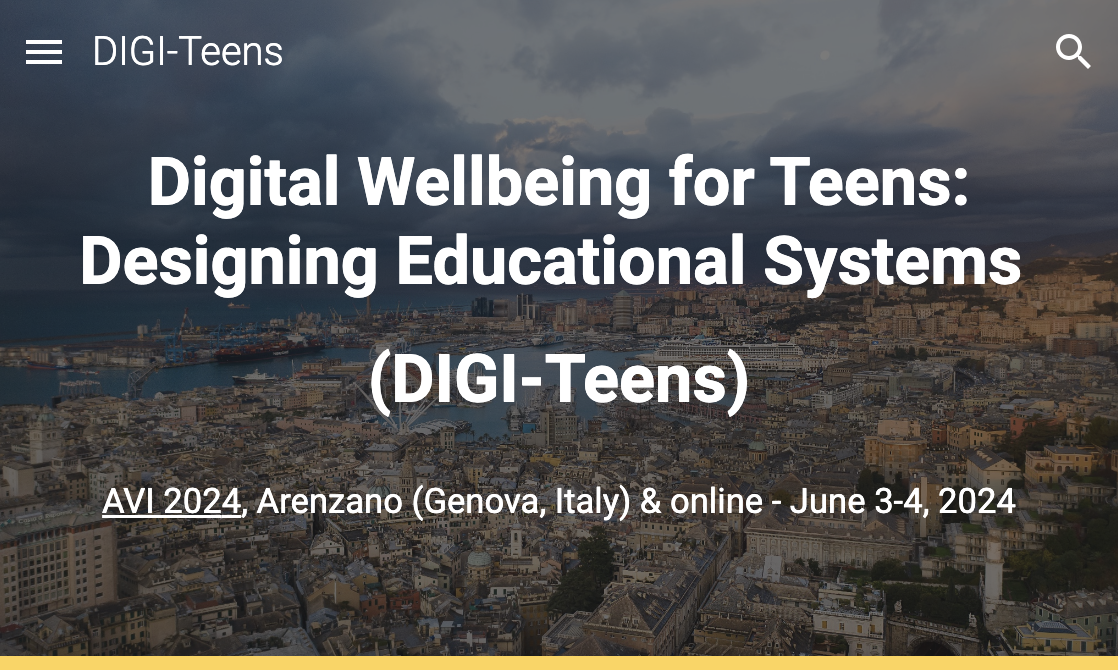 DIGI-Teens
Digital Wellbeing for Teens:
Designing Educational Systems
(DIGI-Teens)
AVI 2024, Arenzano (Genova, Italy) & online - June 3-4, 2024